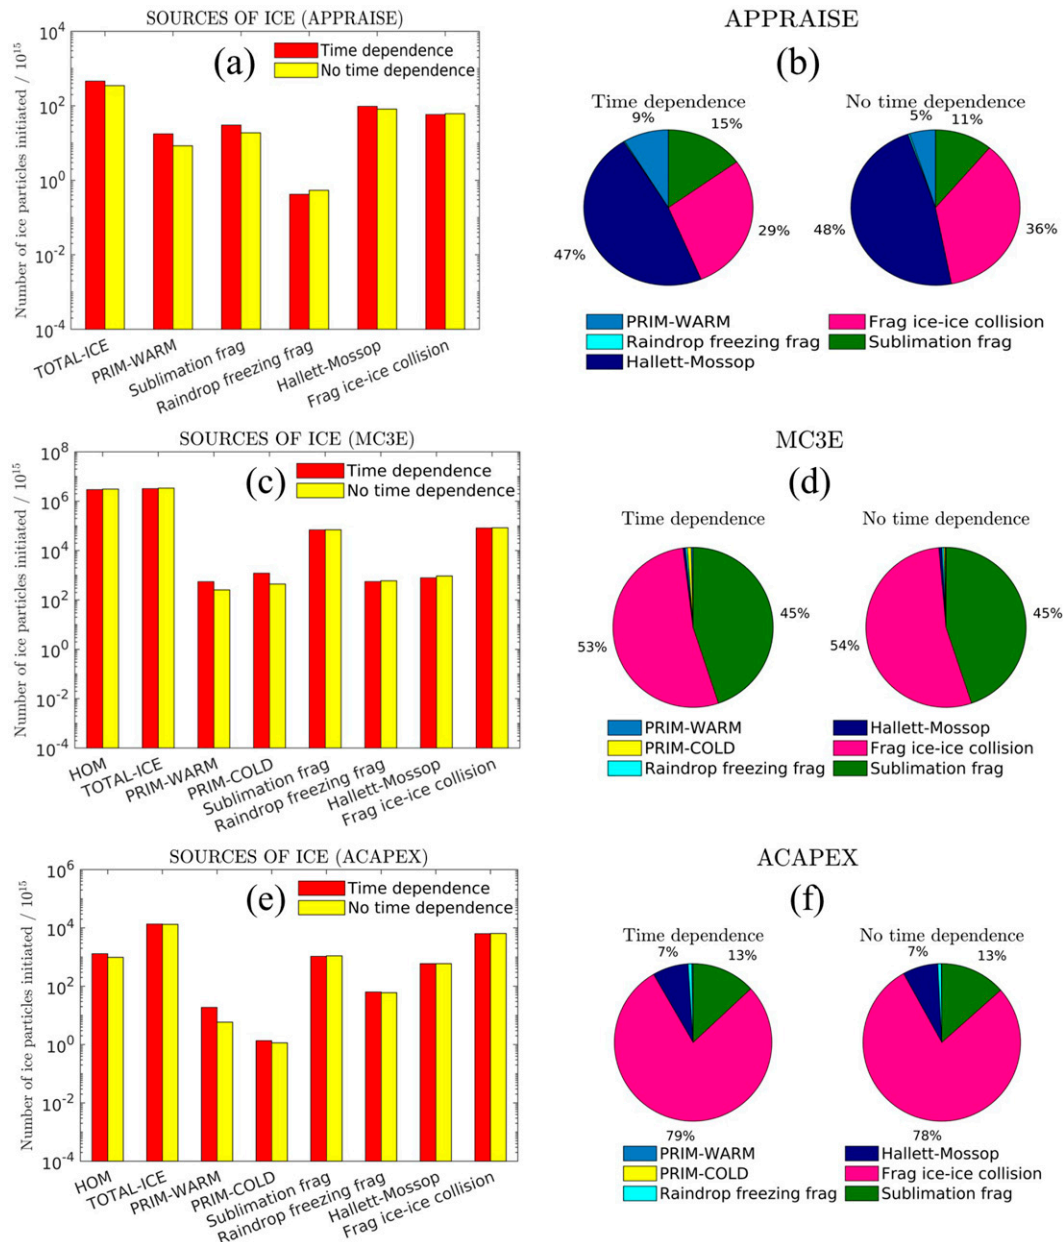 SOURCES OF ICE (APPRAISE)
Number of ice particles initiated / 10^15
10^4
10^2
10^0
10^-2
10^-4
Time dependence
No time dependence
(a)
TOTAL-ICE
PRIM-WARM
Sublimation frag
Raindrop freezing frag
Hallett-Mossop
Frag ice-ice collision
APPRAISE
(b)
Time dependence
9%
15%
29%
47%
No time dependence
5%
11%
36%
48%
PRIM-WARM
Raindrop freezing frag
Hallett-Mossop
Frag ice-ice collision
Sublimation frag
SOURCES OF ICE (MC3E)
Number of ice particles initiated / 10^15
10^8
10^6
10^4
10^2
10^0
10^-2
10^-4
Time dependence
No time dependence
(c)
HOM
TOTAL-ICE
PRIM-WARM
PRIM-COLD
Sublimation frag
Raindrop freezing frag
Hallett-Mossop
Frag ice-ice collision
MC3E
(d)
Time dependence
45%
53%
No time dependence
45%
54%
PRIM-WARM
PRIM-COLD
Raindrop freezing frag
Hallett-Mossop
Frag ice-ice collision
Sublimation frag
SOURCES OF ICE (ACAPEX)
Number of ice particles initiated / 10^15
10^6
10^4
10^2
10^0
10^-2
10^-4
Time dependence
No time dependence
(e)
HOM
TOTAL-ICE
PRIM-WARM
PRIM-COLD
Sublimation frag
Raindrop freezing frag
Hallett-Mossop
Frag ice-ice collision
ACAPEX
(f)
Time dependence
7%
13%
79%
No time dependence
7%
13%
78%
PRIM-WARM
PRIM-COLD
Raindrop freezing frag
Hallett-Mossop
Frag ice-ice collision
Sublimation frag